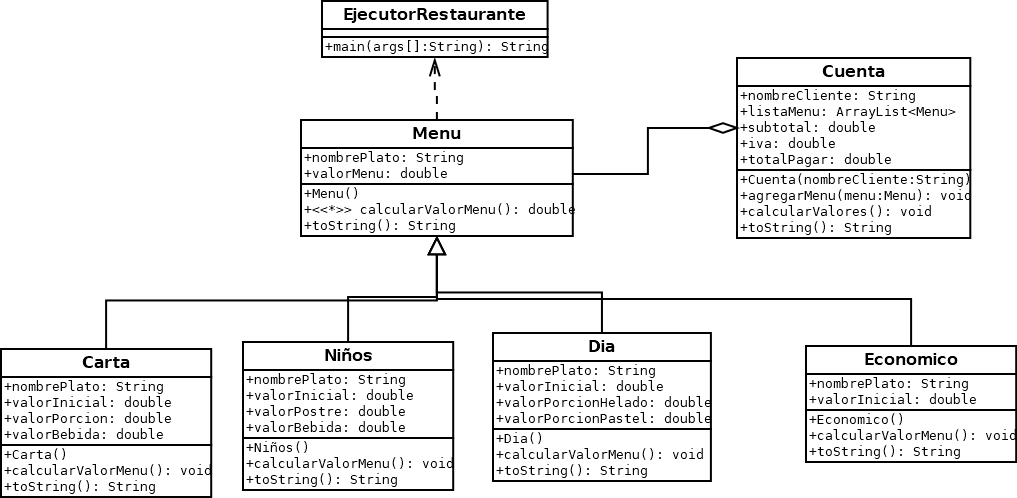 EjecutorRestaurante
+main(args[]:String): String
Menu
+nombrePlato: String
+valorMenu: double
+Menu()
+<<*>> calcularValorMenu(): double
+toString(): String
Cuenta
+nombreCliente: String
+listaMenu: ArrayList<Menu>
+subtotal: double
+iva: double
+totalPagar: double
+Cuenta(nombreCliente:String)
+agregarMenu(menu:Menu): void
+calcularValores(): void
+toString(): String
Carta
+nombrePlato: String
+valorInicial: double
+valorPorcion: double
+valorBebida: double
+Carta()
+calcularValorMenu(): void
+toString(): String
Niños
+nombrePlato: String
+valorInicial: double
+valorPostre: double
+valorBebida: double
+Niños()
+calcularValorMenu(): void
+toString(): String
Dia
+nombrePlato: String
+valorInicial: double
+valorPorcionHelado: double
+valorPorcionPastel: double
+Dia()
+calcularValorMenu(): void
+toString(): String
Economico
+nombrePlato: String
+valorInicial: double
+Economico()
+calcularValorMenu(): void
+toString(): String